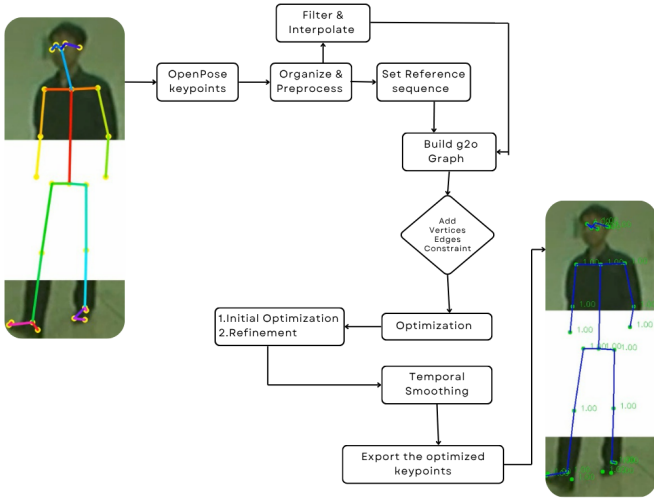 Filter &
Interpolate
OpenPose
keypoints
Organize &
Preprocess
Set Reference
sequence
Build g2o
Graph
Add
Vertices
Edges
Constraint
1.Initial Optimization
2.Refinement
Optimization
Temporal
Smoothing
Export the optimized
keypoints
1.00
1.00
1.00
1.00
1.00
1.00
1.00
1.00